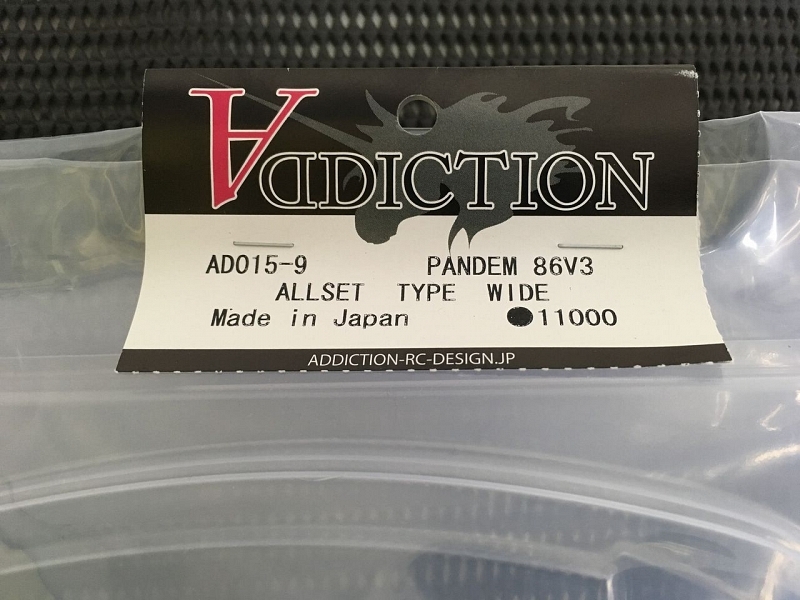 ADDICTION
AD015-9 PANDEM 86V3
ALLSET TYPE WIDE
Made in Japan ●11000
ADDICTION-RC-DESIGN.JP